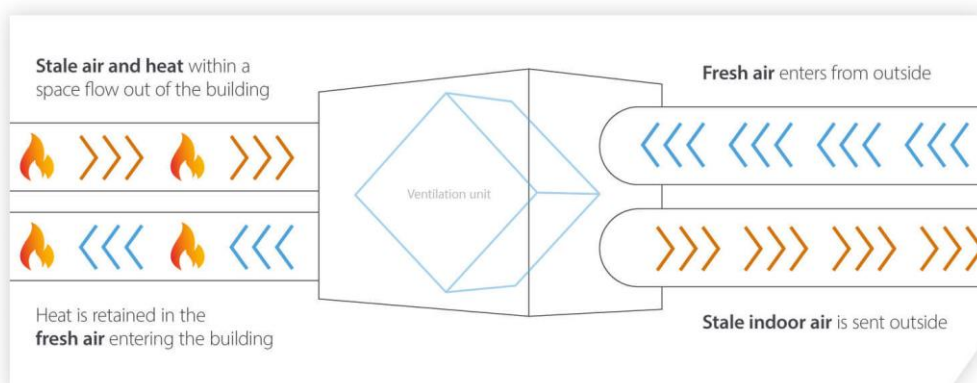 Stale air and heat within a
space flow out of the building
Fresh air enters from outside
Ventilation unit
Heat is retained in the
fresh air entering the building
Stale indoor air is sent outside